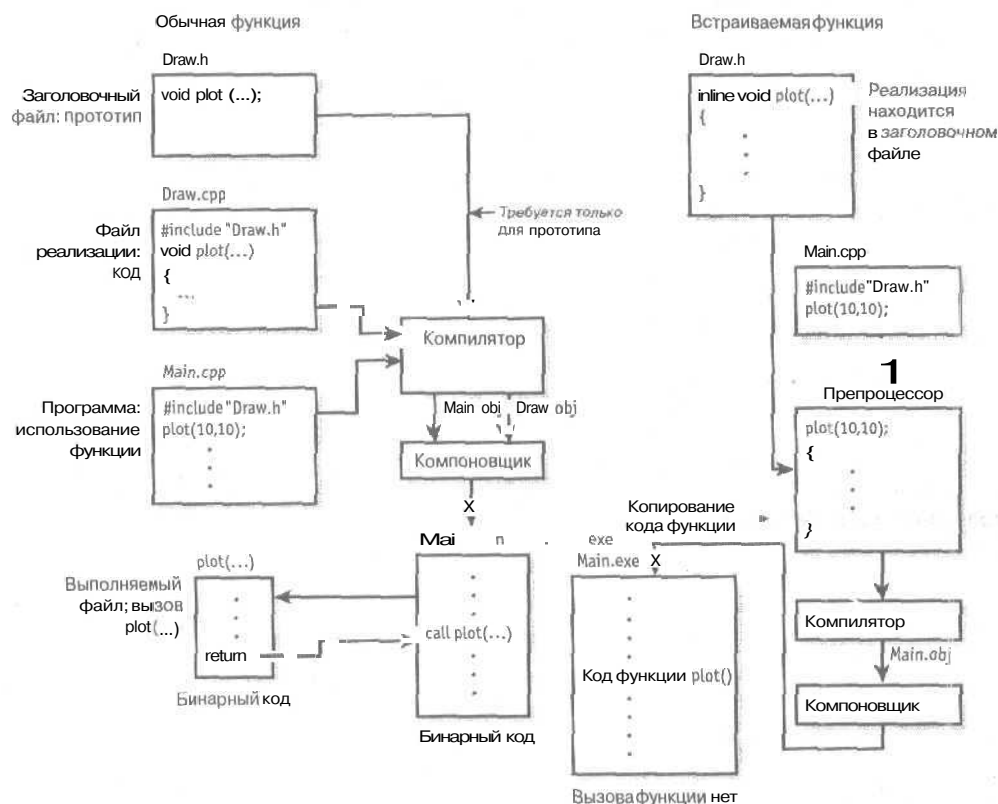 Обычная функция
Draw.h
Заголовочный
файл: прототип
void plot (...);
Draw.cpp
Файл
реализации:
код
#include "Draw.h"
void plot(...)
{
...
}
Требуется только
для прототипа
Main.cpp
Программа:
использование
функции
#include "Draw.h"
plot(10,10);
Компилятор
Main obj
Draw obj
Компоновщик
X
Mai n . exe
plot(...)
Выполняемый
файл; вызов
plot(...)
return
Бинарный код
call plot(...)
Бинарный код
Встраиваемая функция
Draw.h
inline void plot(...)
{
}
Реализация
находится
в заголовочном
файле
Main.cpp
#include "Draw.h"
plot(10,10);
1
Препроцессор
plot(10,10);
{
}
Копирование
кода функции
Компилятор
Main.obj
Компоновщик
Main.exe X
Код функции plot()
Вызова функции нет